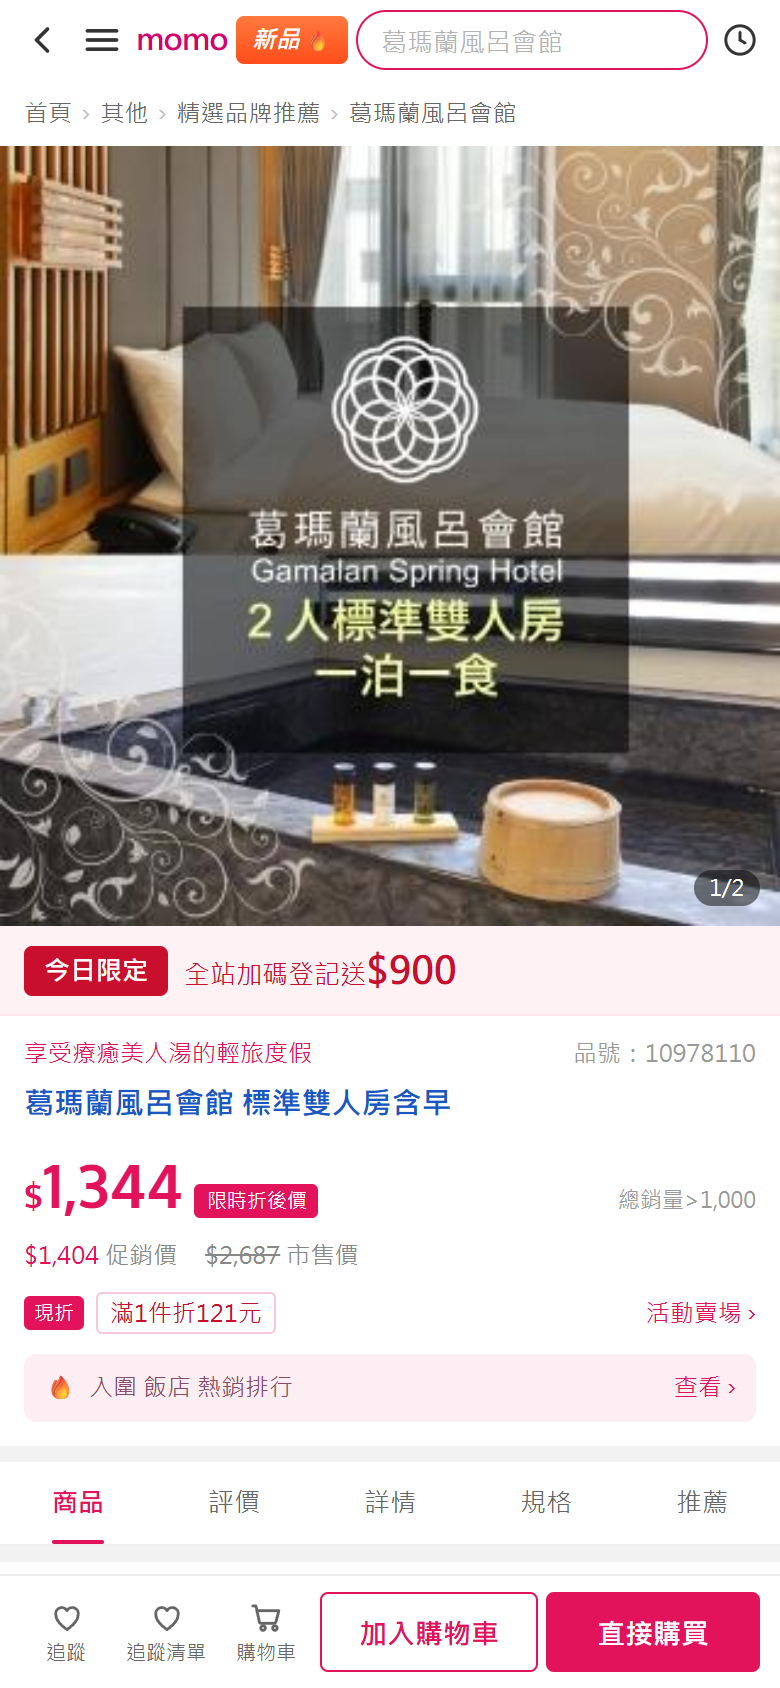 momo 新品 葛瑪蘭風呂會館
首頁 › 其他 › 精選品牌推薦 › 葛瑪蘭風呂會館
葛瑪蘭風呂會館
Gamalan Spring Hotel
2 人標準雙人房
一泊一食
1/2
今日限定 全站加碼登記送$900
享受療癒美人湯的輕旅度假 品號：10978110
葛瑪蘭風呂會館 標準雙人房含早
$1,344 限時折後價 總銷量>1,000
$1,404 促銷價 $2,687 市售價
現折 滿1件折121元 活動賣場 ›
入圍 飯店 熱銷排行 查看 ›
商品 評價 詳情 規格 推薦
追蹤 追蹤清單 購物車 加入購物車 直接購買